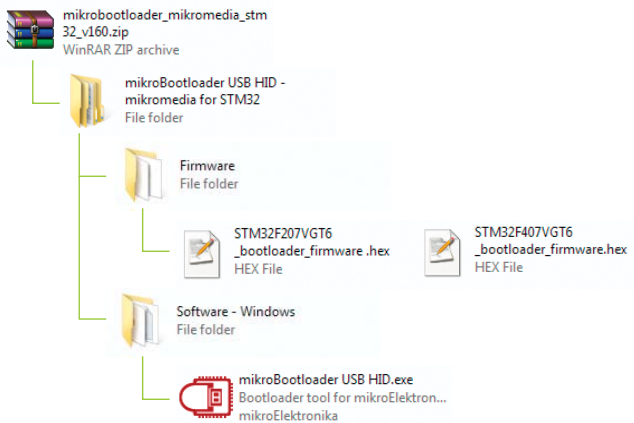 mikrobootloader_mikromedia_stm
32_v160.zip
WinRAR ZIP archive
mikroBootloader USB HID -
mikromedia for STM32
File folder
Firmware
File folder
STM32F207VGT6
_bootloader_firmware .hex
HEX File
STM32F407VGT6
_bootloader_firmware.hex
HEX File
Software - Windows
File folder
mikroBootloader USB HID.exe
Bootloader tool for mikroElektron...
mikroElektronika